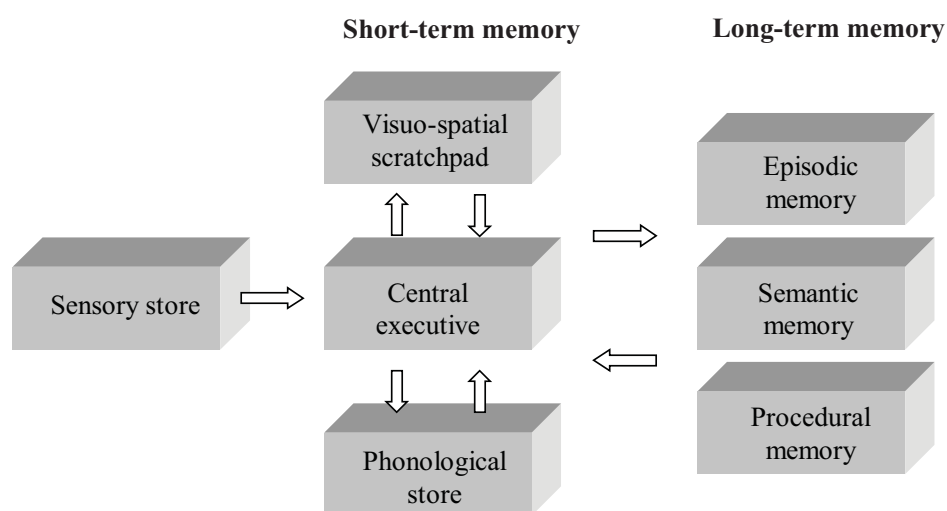 Short-term memory
Long-term memory
Visuo-spatial
scratchpad
Episodic
memory
Sensory store
Central
executive
Semantic
memory
Phonological
store
Procedural
memory